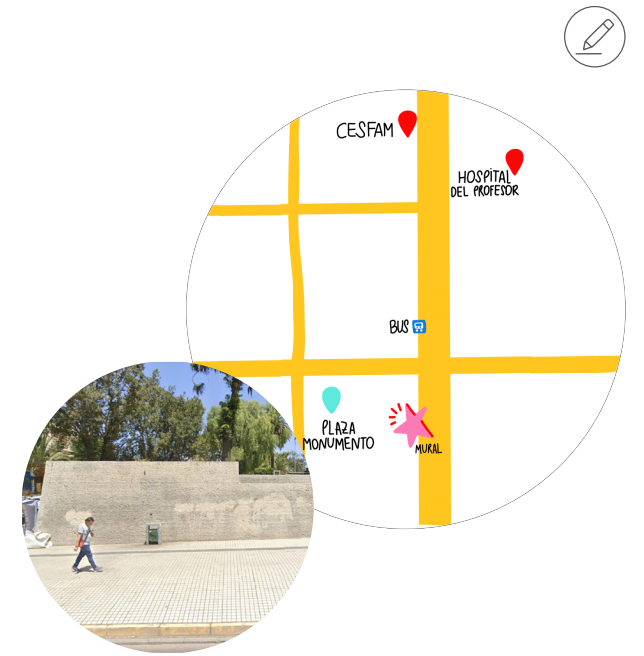 CESFAM
HOSPITAL
DEL PROFESOR
BUS
PLAZA
MONUMENTO
MURAL